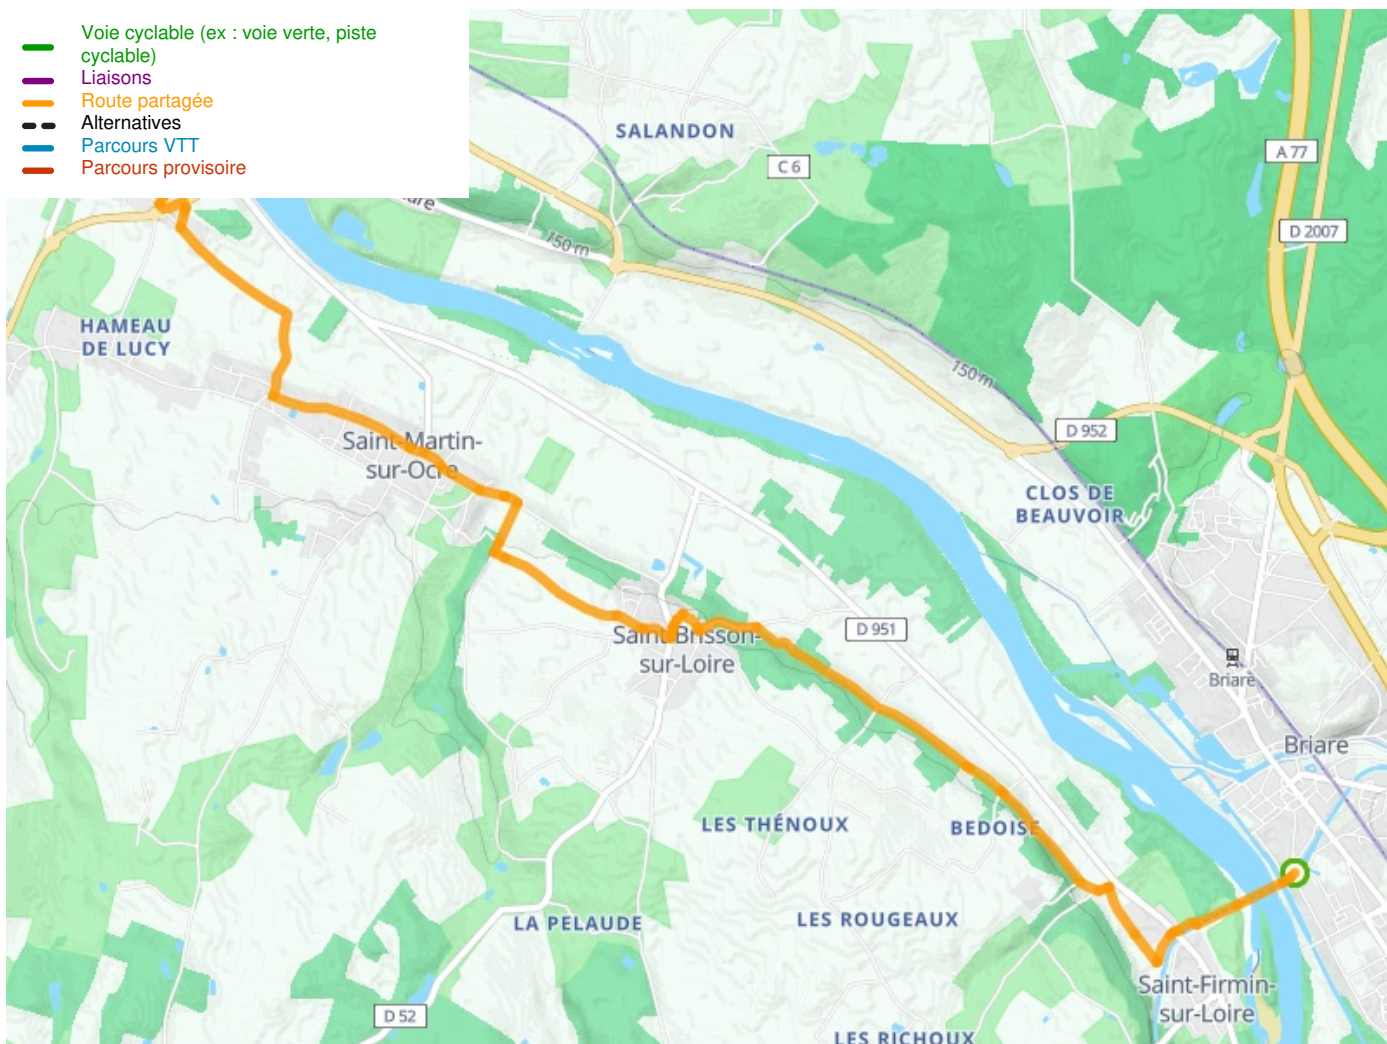 Voie cyclable (ex : voie verte, piste
cyclable)
Liaisons
Route partagée
Alternatives
Parcours VTT
Parcours provisoire
SALANDON
C 6
A 77
D 2007
150 m
HAMEAU
DE LUCY
150 m
D 952
Saint-Martin-
sur-Ocre
CLOS DE
BEAUVOIR
D 951
Saint-Brisson-
sur-Loire
Briare
Briare
LES THÉNOUX
BEDOISE
LA PELAUDE
LES ROUGEAUX
Saint-Firmin-
sur-Loire
D 52
LES RICHOUX